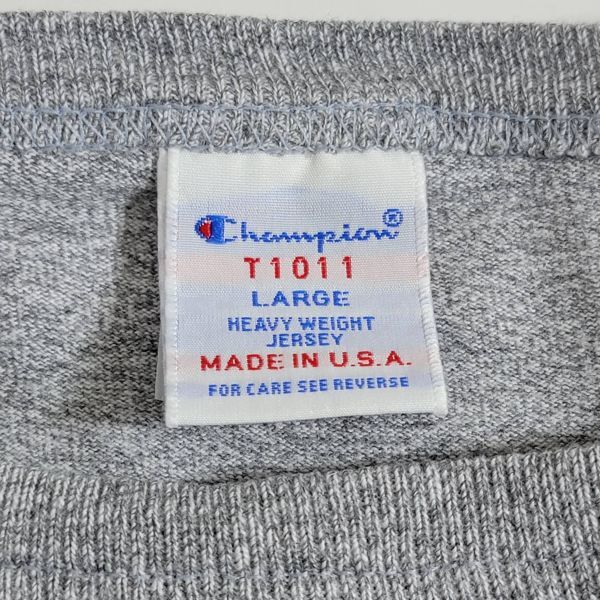 Champion®
T1011
LARGE
HEAVY WEIGHT
JERSEY
MADE IN U.S.A.
FOR CARE SEE REVERSE